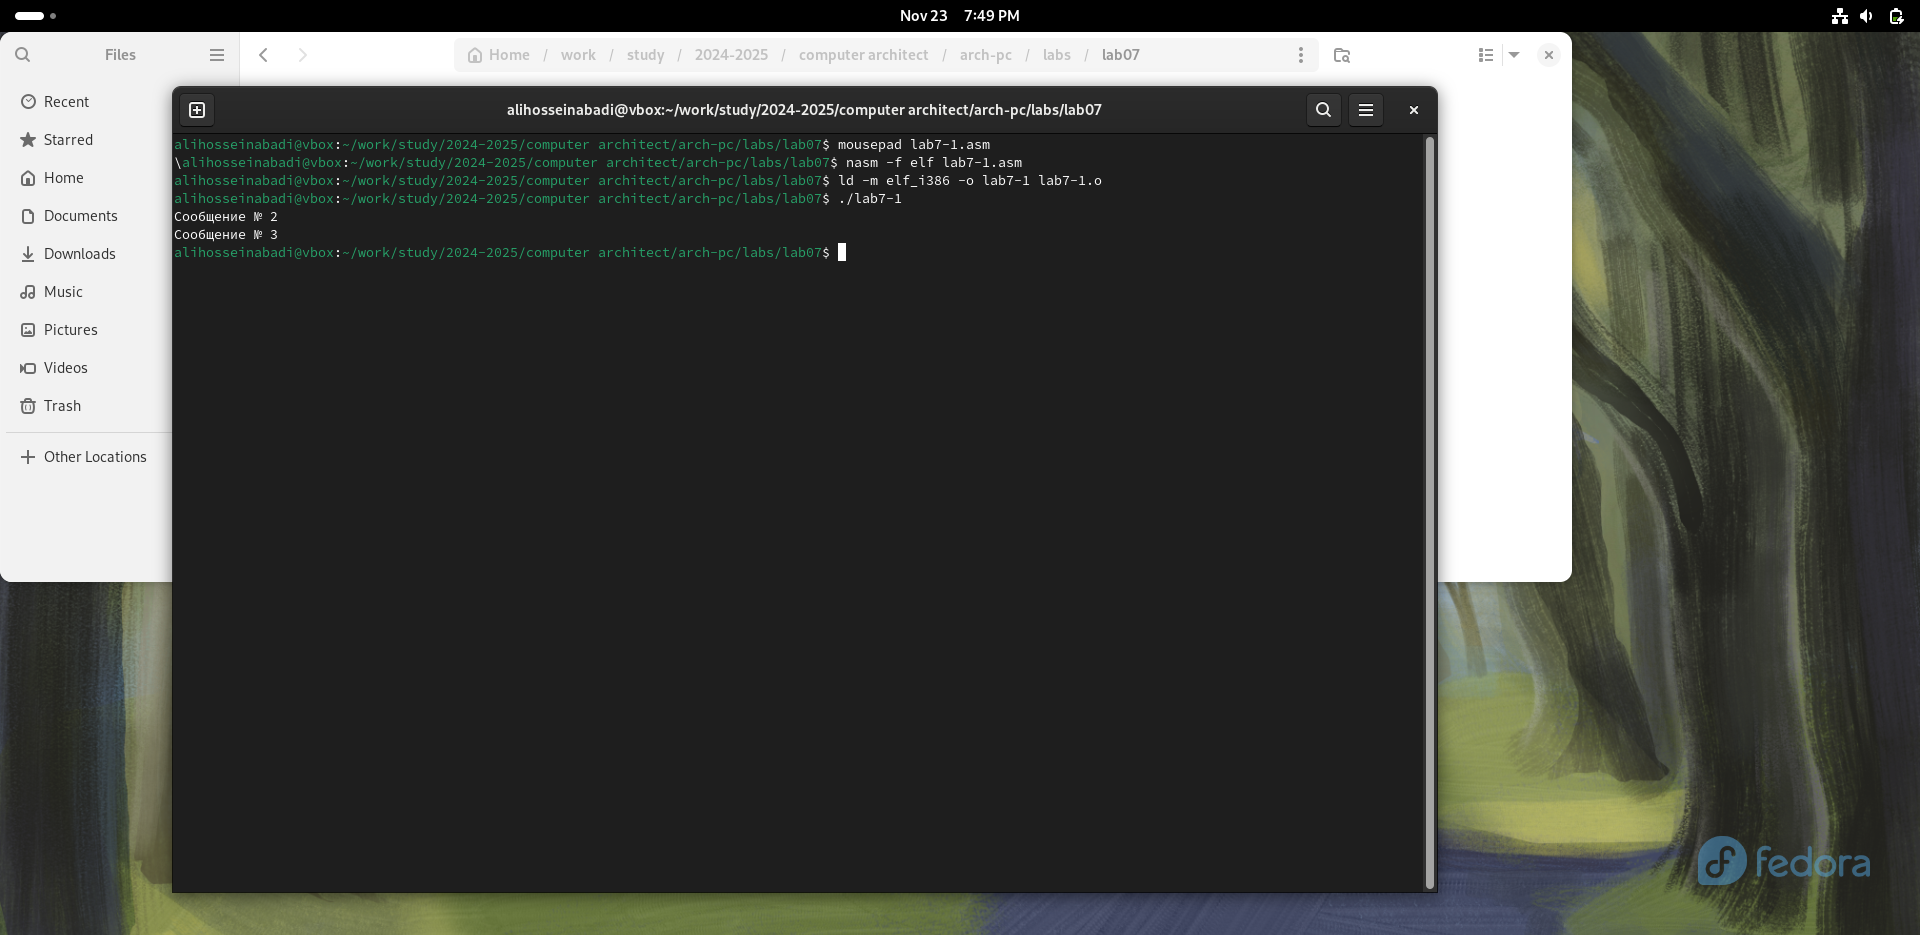 Nov 23 7:49 PM
Files
Home / work / study / 2024-2025 / computer architect / arch-pc / labs / lab07
Recent
Starred
Home
Documents
Downloads
Music
Pictures
Videos
Trash
Other Locations
alihosseinabadi@vbox:~/work/study/2024-2025/computer architect/arch-pc/labs/lab07
alihosseinabadi@vbox:~/work/study/2024-2025/computer architect/arch-pc/labs/lab07$ mousepad lab7-1.asm
\alihosseinabadi@vbox:~/work/study/2024-2025/computer architect/arch-pc/labs/lab07$ nasm -f elf lab7-1.asm
alihosseinabadi@vbox:~/work/study/2024-2025/computer architect/arch-pc/labs/lab07$ ld -m elf_i386 -o lab7-1 lab7-1.o
alihosseinabadi@vbox:~/work/study/2024-2025/computer architect/arch-pc/labs/lab07$ ./lab7-1
Сообщение № 2
Сообщение № 3
alihosseinabadi@vbox:~/work/study/2024-2025/computer architect/arch-pc/labs/lab07$
fedora